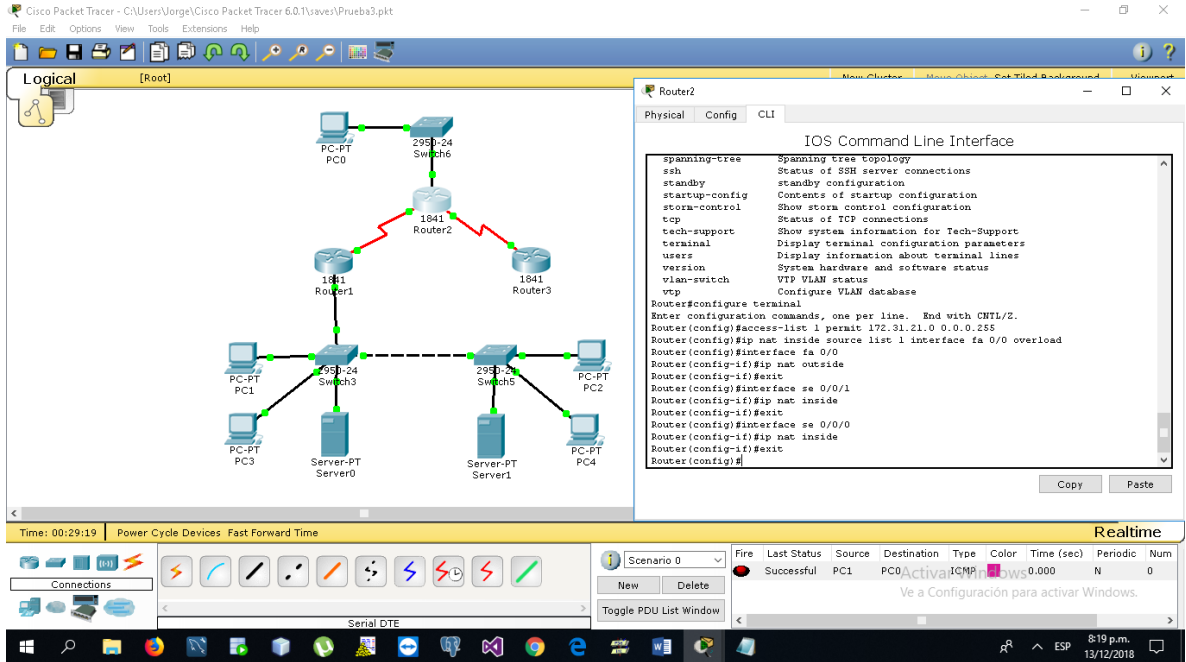 Cisco Packet Tracer - C:\Users\Jorge\Cisco Packet Tracer 6.0.1\saves\Prueba3.pkt
File Edit Options View Tools Extensions Help
Logical [Root] New Cluster Move Object Set Tiled Background Viewport
PC-PT
PC0
2950-24
Switch6
1841
Router2
1841
Router1
1841
Router3
PC-PT
PC1
2950-24
Switch3
2950-24
Switch5
PC-PT
PC2
PC-PT
PC3
Server-PT
Server0
Server-PT
Server1
PC-PT
PC4
Router2
Physical Config CLI
IOS Command Line Interface
spanning-tree Spanning tree topology
ssh Status of SSH server connections
standby standby configuration
startup-config Contents of startup configuration
storm-control Show storm control configuration
tcp Status of TCP connections
tech-support Show system information for Tech-Support
terminal Display terminal configuration parameters
users Display information about terminal lines
version System hardware and software status
vlan-switch VTP VLAN status
vtp Configure VLAN database
Router#configure terminal
Enter configuration commands, one per line. End with CNTL/Z.
Router(config)#access-list 1 permit 172.31.21.0 0.0.0.255
Router(config)#ip nat inside source list 1 interface fa 0/0 overload
Router(config)#interface fa 0/0
Router(config-if)#ip nat outside
Router(config-if)#exit
Router(config)#interface se 0/0/1
Router(config-if)#ip nat inside
Router(config-if)#exit
Router(config)#interface se 0/0/0
Router(config-if)#ip nat inside
Router(config-if)#exit
Router(config)#
Copy Paste
Time: 00:29:19 Power Cycle Devices Fast Forward Time Realtime
Connections
Serial DTE
Scenario 0
New Delete
Toggle PDU List Window
Fire Last Status Source Destination Type Color Time (sec) Periodic Num
Successful PC1 PC0 ICMP 0.000 N 0
Activar Windows
Ve a Configuración para activar Windows.
ESP
8:19 p.m.
13/12/2018